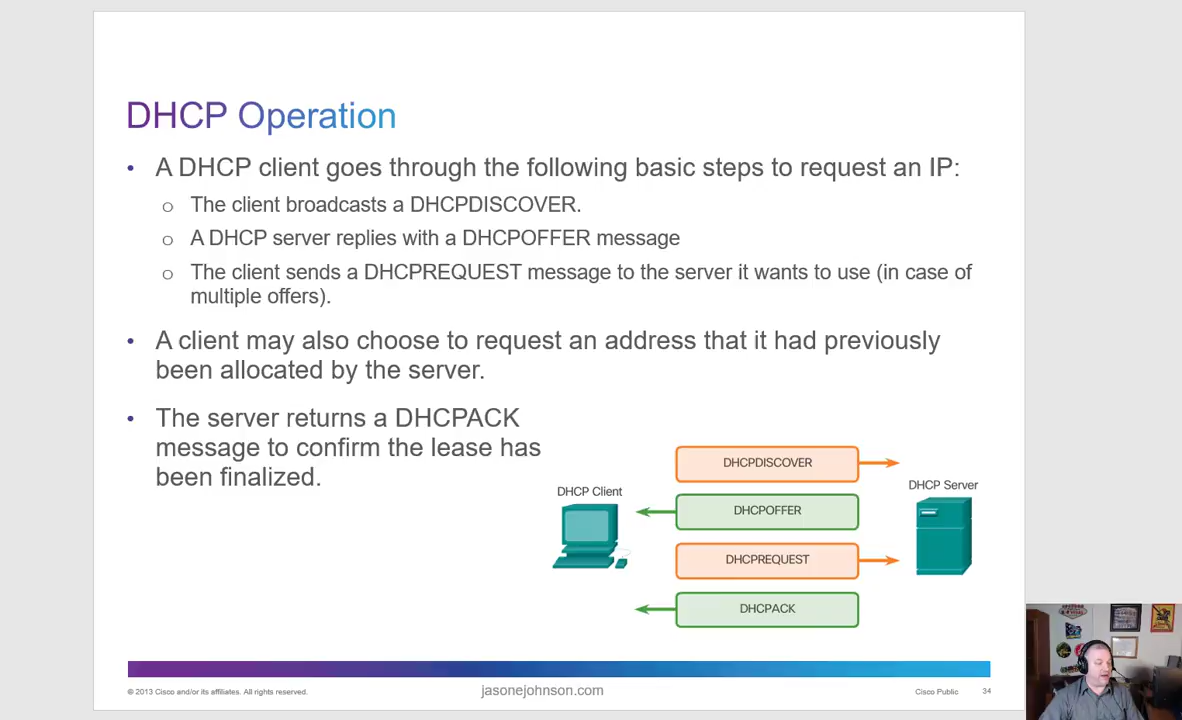 DHCP Operation
• A DHCP client goes through the following basic steps to request an IP:
o The client broadcasts a DHCPDISCOVER.
o A DHCP server replies with a DHCPOFFER message
o The client sends a DHCPREQUEST message to the server it wants to use (in case of
multiple offers).
• A client may also choose to request an address that it had previously
been allocated by the server.
• The server returns a DHCPACK
message to confirm the lease has
been finalized.
DHCPDISCOVER
DHCP Client
DHCP Server
DHCPOFFER
DHCPREQUEST
DHCPACK
© 2013 Cisco and/or its affiliates. All rights reserved.
jasonejohnson.com
Cisco Public
34